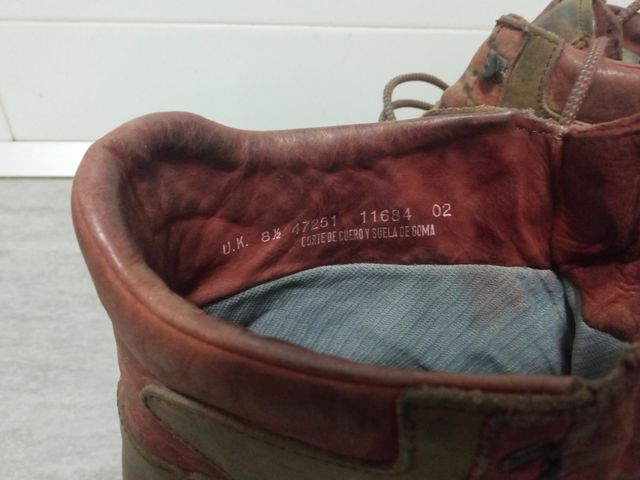 U.K. 8½ 47251 11684 02
CORTE DE CUERO Y SUELA DE GOMA